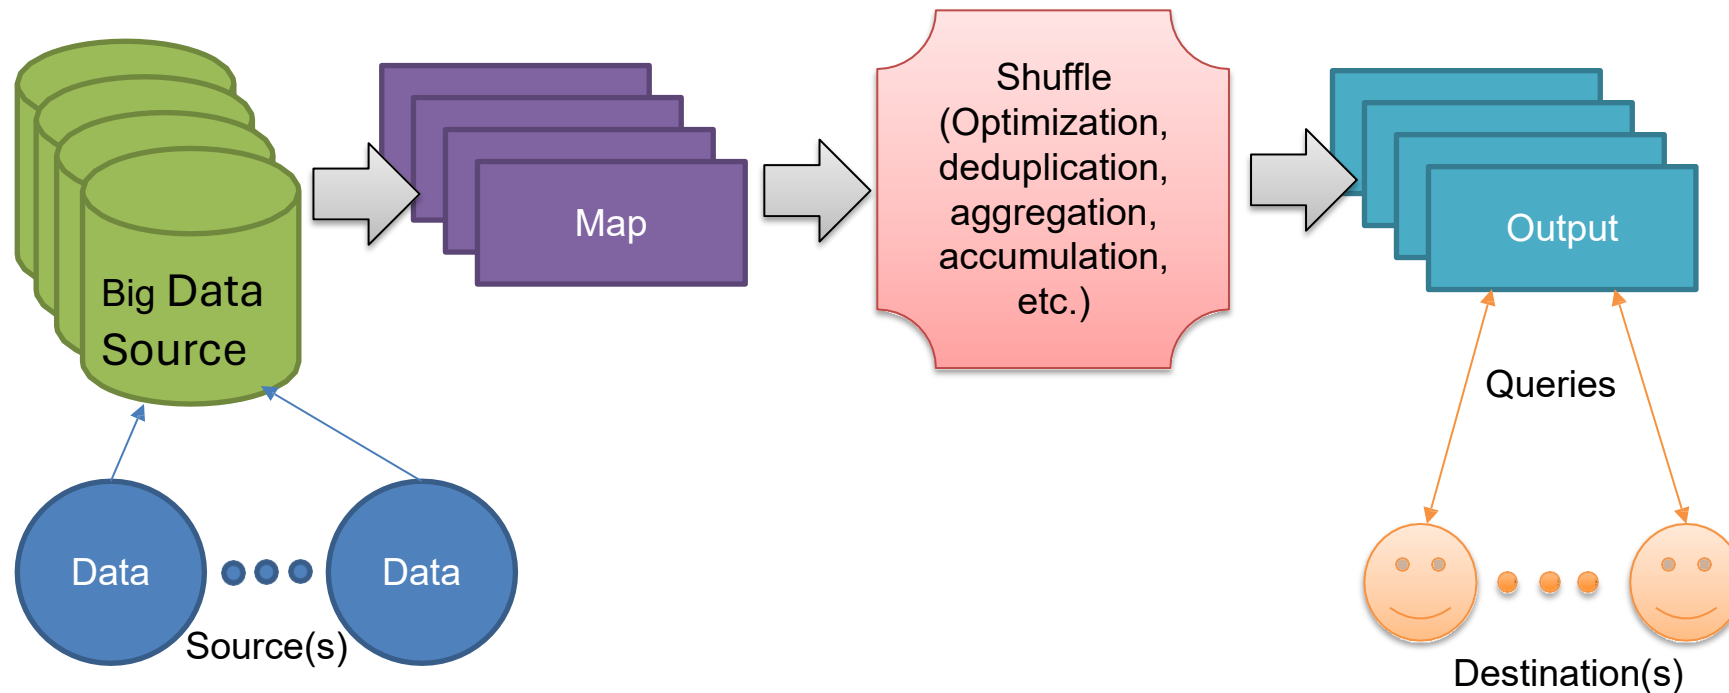 Big Data
Source
Map
Shuffle
(Optimization,
deduplication,
aggregation,
accumulation,
etc.)
Output
Queries
Data
Data
Source(s)
Destination(s)